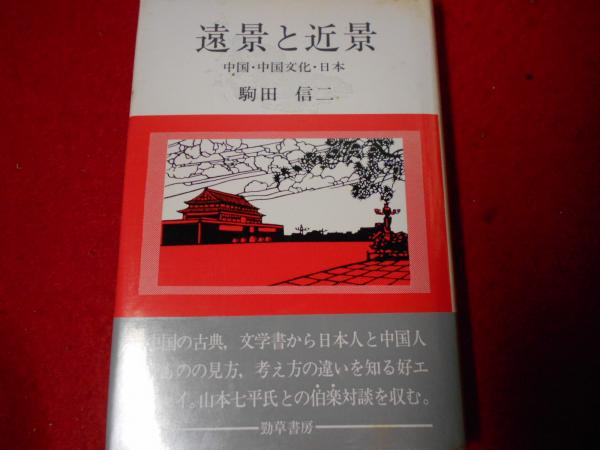 遠景と近景
中国・中国文化・日本
駒田 信二
国の古典，文学書から日本人と中国人
ものの見方，考え方の違いを知る好エ
イ。山本七平氏との伯楽対談を収む。
勁草書房